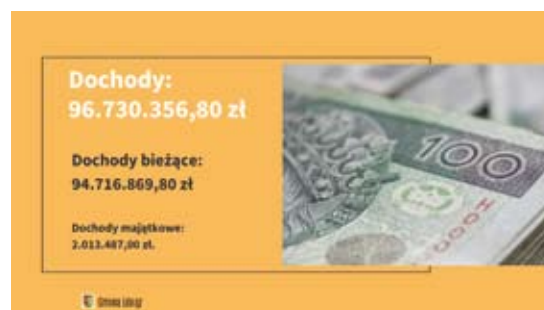 Dochody:
96.730.356,80 zł
Dochody bieżące:
94.716.869,80 zł
Dochody majątkowe:
2.013.487,00 zł.
100